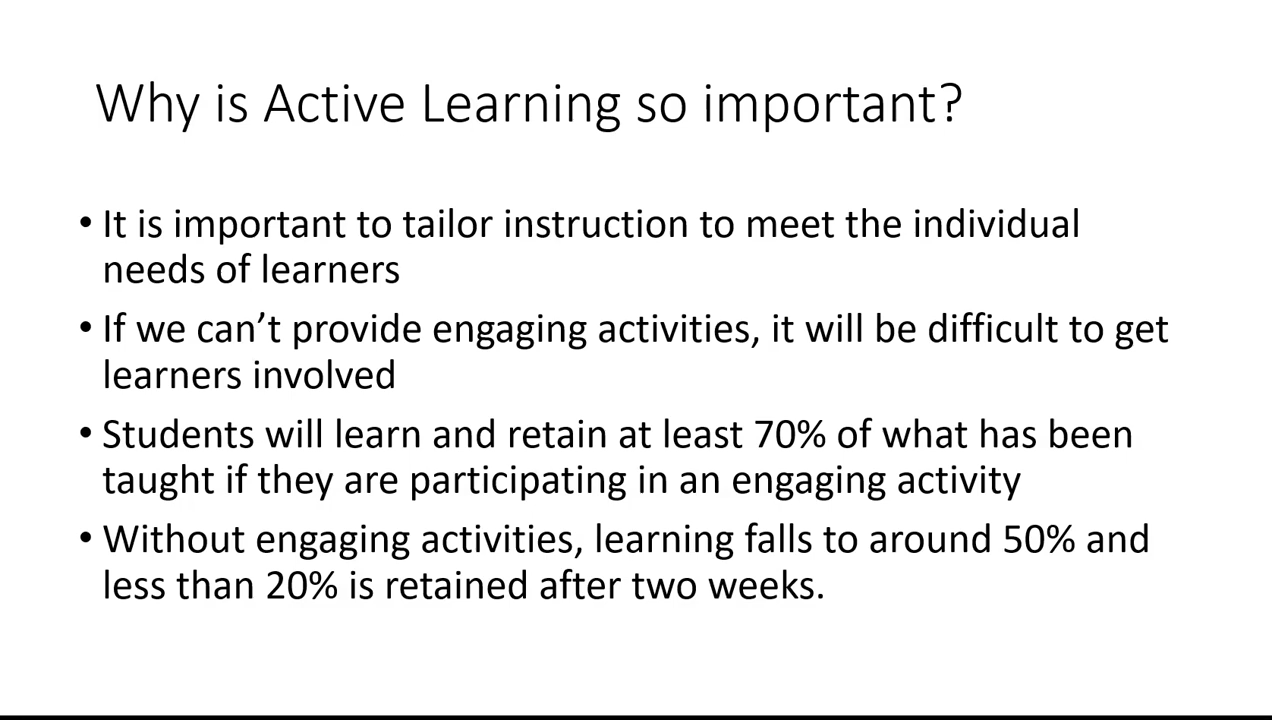 Why is Active Learning so important?
• It is important to tailor instruction to meet the individual
needs of learners
• If we can’t provide engaging activities, it will be difficult to get
learners involved
• Students will learn and retain at least 70% of what has been
taught if they are participating in an engaging activity
• Without engaging activities, learning falls to around 50% and
less than 20% is retained after two weeks.